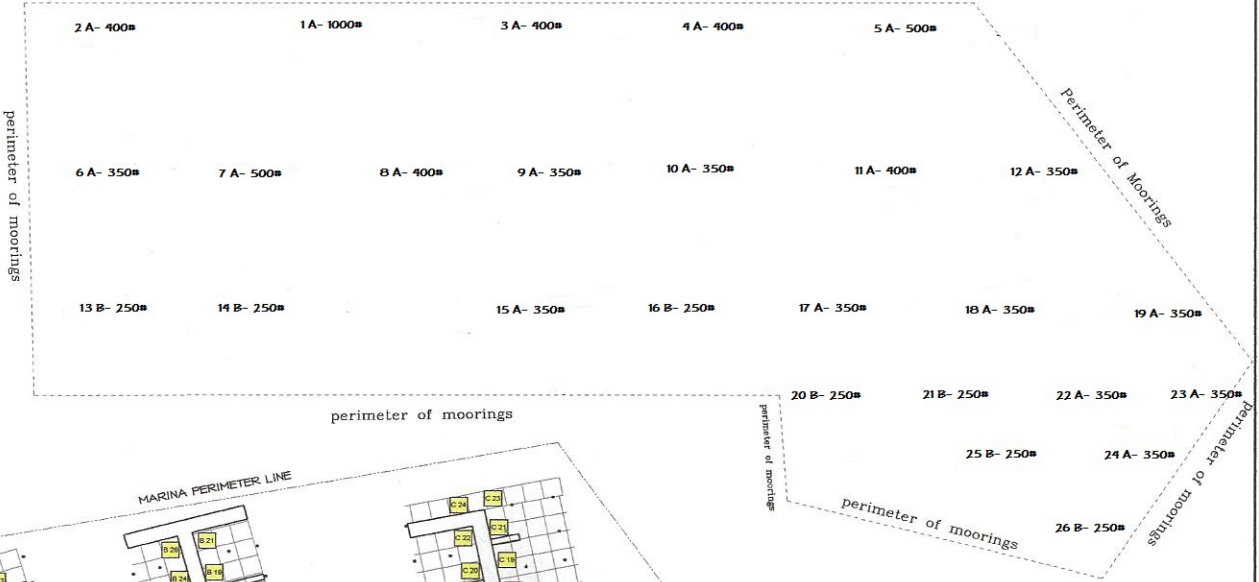 2 A- 400#
1 A- 1000#
3 A- 400#
4 A- 400#
5 A- 500#
Perimeter of Moorings
perimeter of moorings
6 A- 350#
7 A- 500#
8 A- 400#
9 A- 350#
10 A- 350#
11 A- 400#
12 A- 350#
13 B- 250#
14 B- 250#
15 A- 350#
16 B- 250#
17 A- 350#
18 A- 350#
19 A- 350#
20 B- 250#
21 B- 250#
22 A- 350#
23 A- 350#
perimeter of moorings
perimeter of moorings
perimeter of moorings
25 B- 250#
24 A- 350#
perimeter of moorings
26 B- 250#
MARINA PERIMETER LINE
C 24
C 23
C 21
C 22
C 19
C 20
B 21
B 26
B 19
B 24